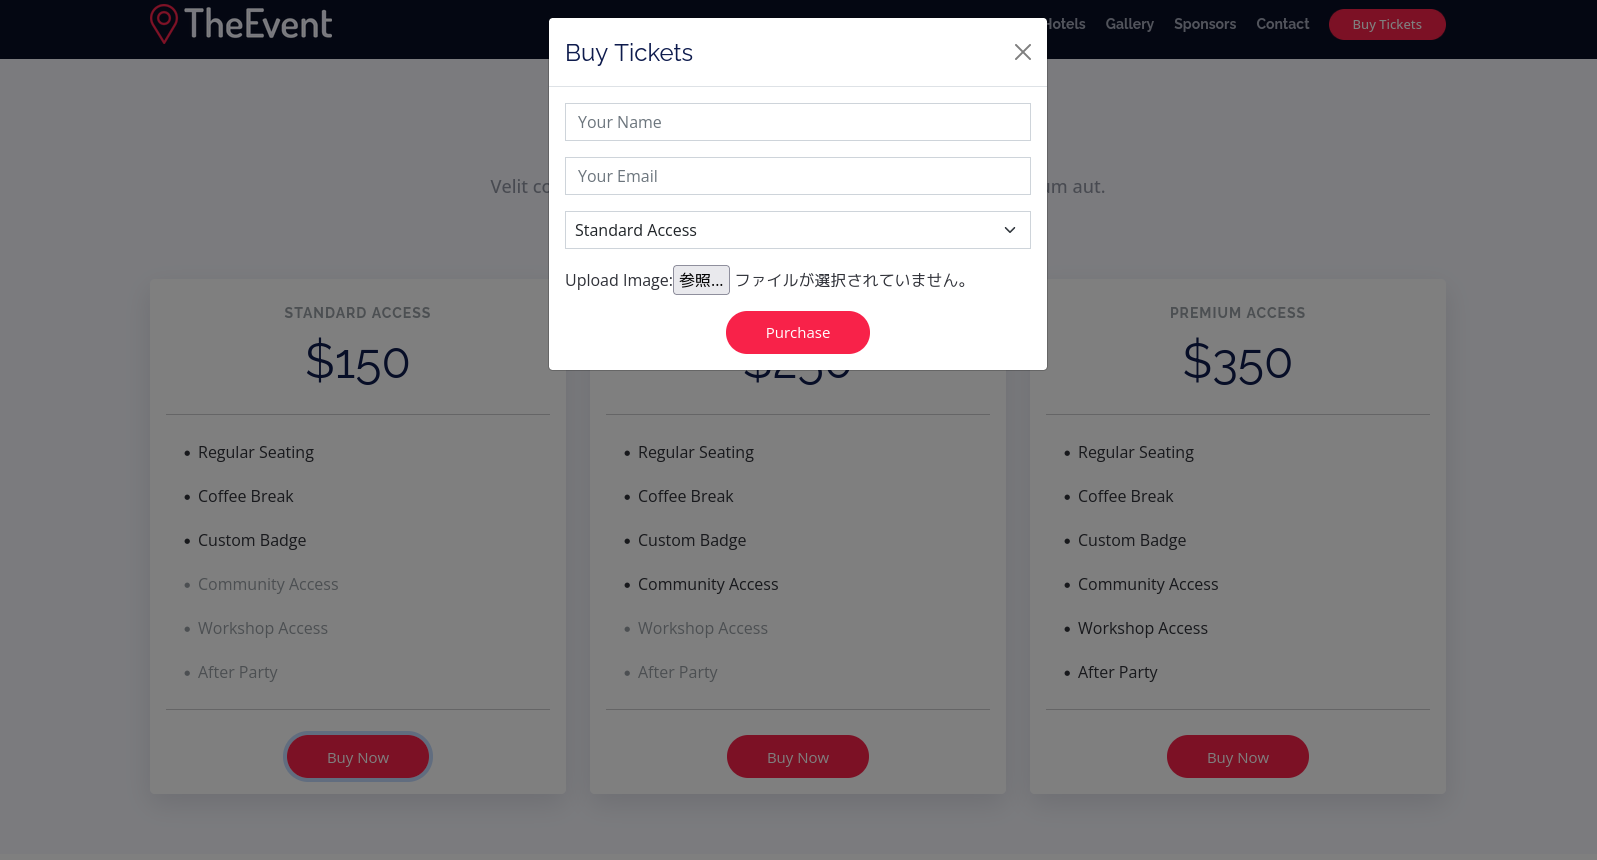 TheEvent
Hotels Gallery Sponsors Contact Buy Tickets
Buy Tickets
Your Name
Your Email
Standard Access
Upload Image: 参照... ファイルが選択されていません。
Purchase
Velit
aut.
STANDARD ACCESS
$150
Regular Seating
Coffee Break
Custom Badge
Community Access
Workshop Access
After Party
Buy Now
$250
Regular Seating
Coffee Break
Custom Badge
Community Access
Workshop Access
After Party
Buy Now
PREMIUM ACCESS
$350
Regular Seating
Coffee Break
Custom Badge
Community Access
Workshop Access
After Party
Buy Now